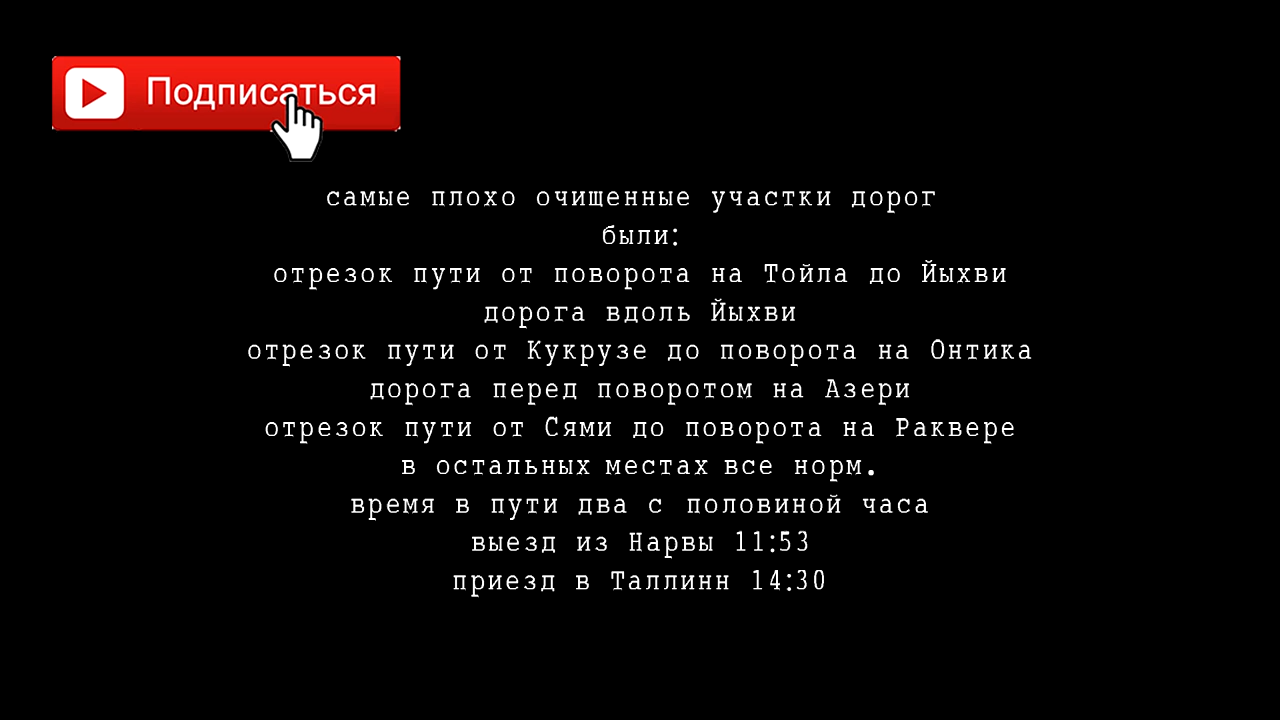 Подписаться
самые плохо очищенные участки дорог
были:
отрезок пути от поворота на Тойла до Йыхви
дорога вдоль Йыхви
отрезок пути от Кукрузе до поворота на Онтика
дорога перед поворотом на Азери
отрезок пути от Сями до поворота на Раквере
в остальных местах все норм.
время в пути два с половиной часа
выезд из Нарвы 11:53
приезд в Таллинн 14:30